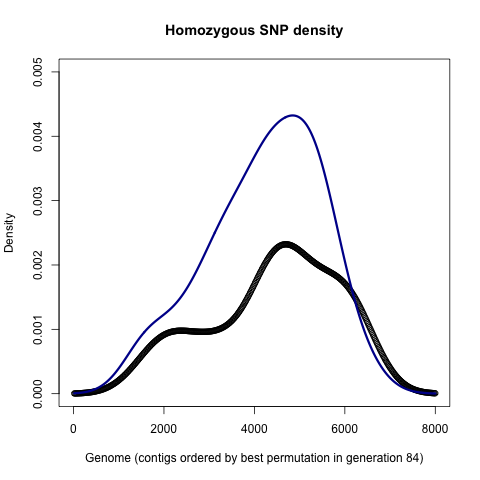 Homozygous SNP density
Density
0.005
0.004
0.003
0.002
0.001
0.000
0 2000 4000 6000 8000
Genome (contigs ordered by best permutation in generation 84)